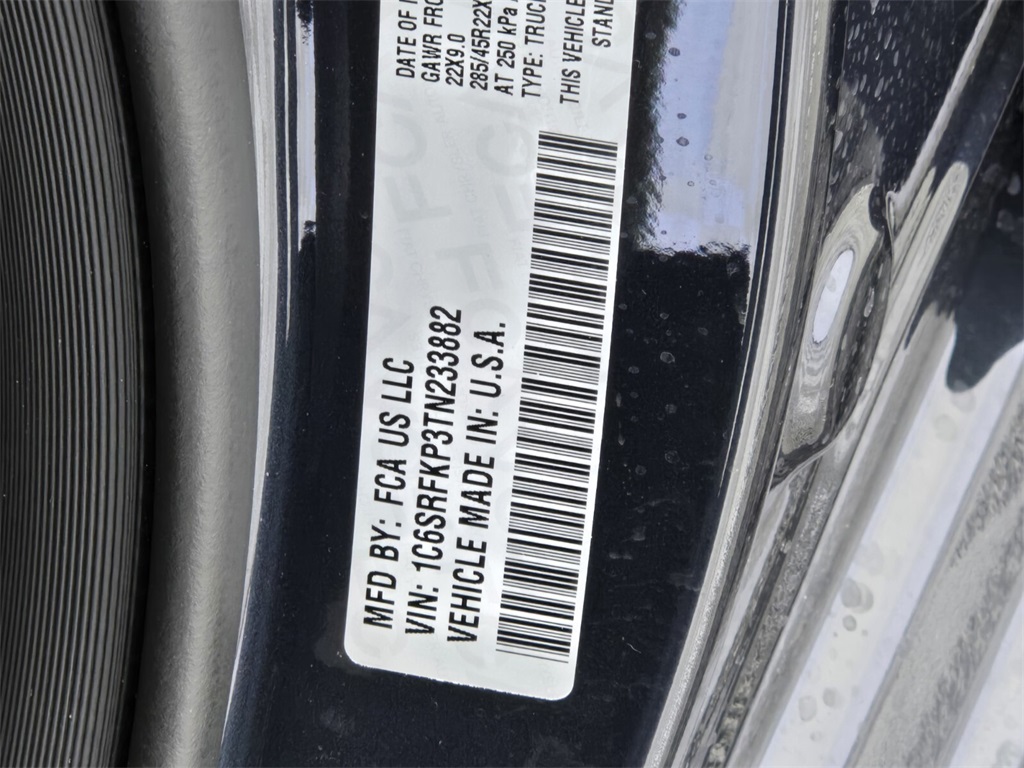 MFD BY: FCA US LLC
VIN: 1C6SRFKP3TN233882
VEHICLE MADE IN: U.S.A.
DATE OF
GAWR FRO
22X9.0
285/45R22X
AT 250 kPa
TYPE: TRUC
THIS VEHICLE
STAND